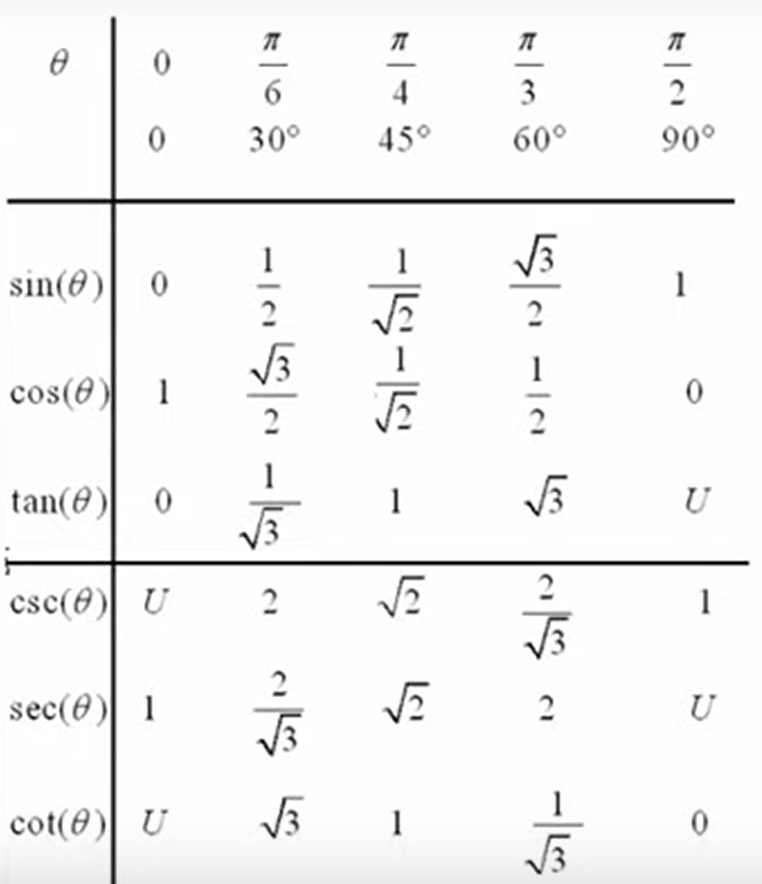 θ 0 π/6 π/4 π/3 π/2
0 30° 45° 60° 90°
sin(θ) 0 1/2 1/√2 √3/2 1
cos(θ) 1 √3/2 1/√2 1/2 0
tan(θ) 0 1/√3 1 √3 U
csc(θ) U 2 √2 2/√3 1
sec(θ) 1 2/√3 √2 2 U
cot(θ) U √3 1 1/√3 0